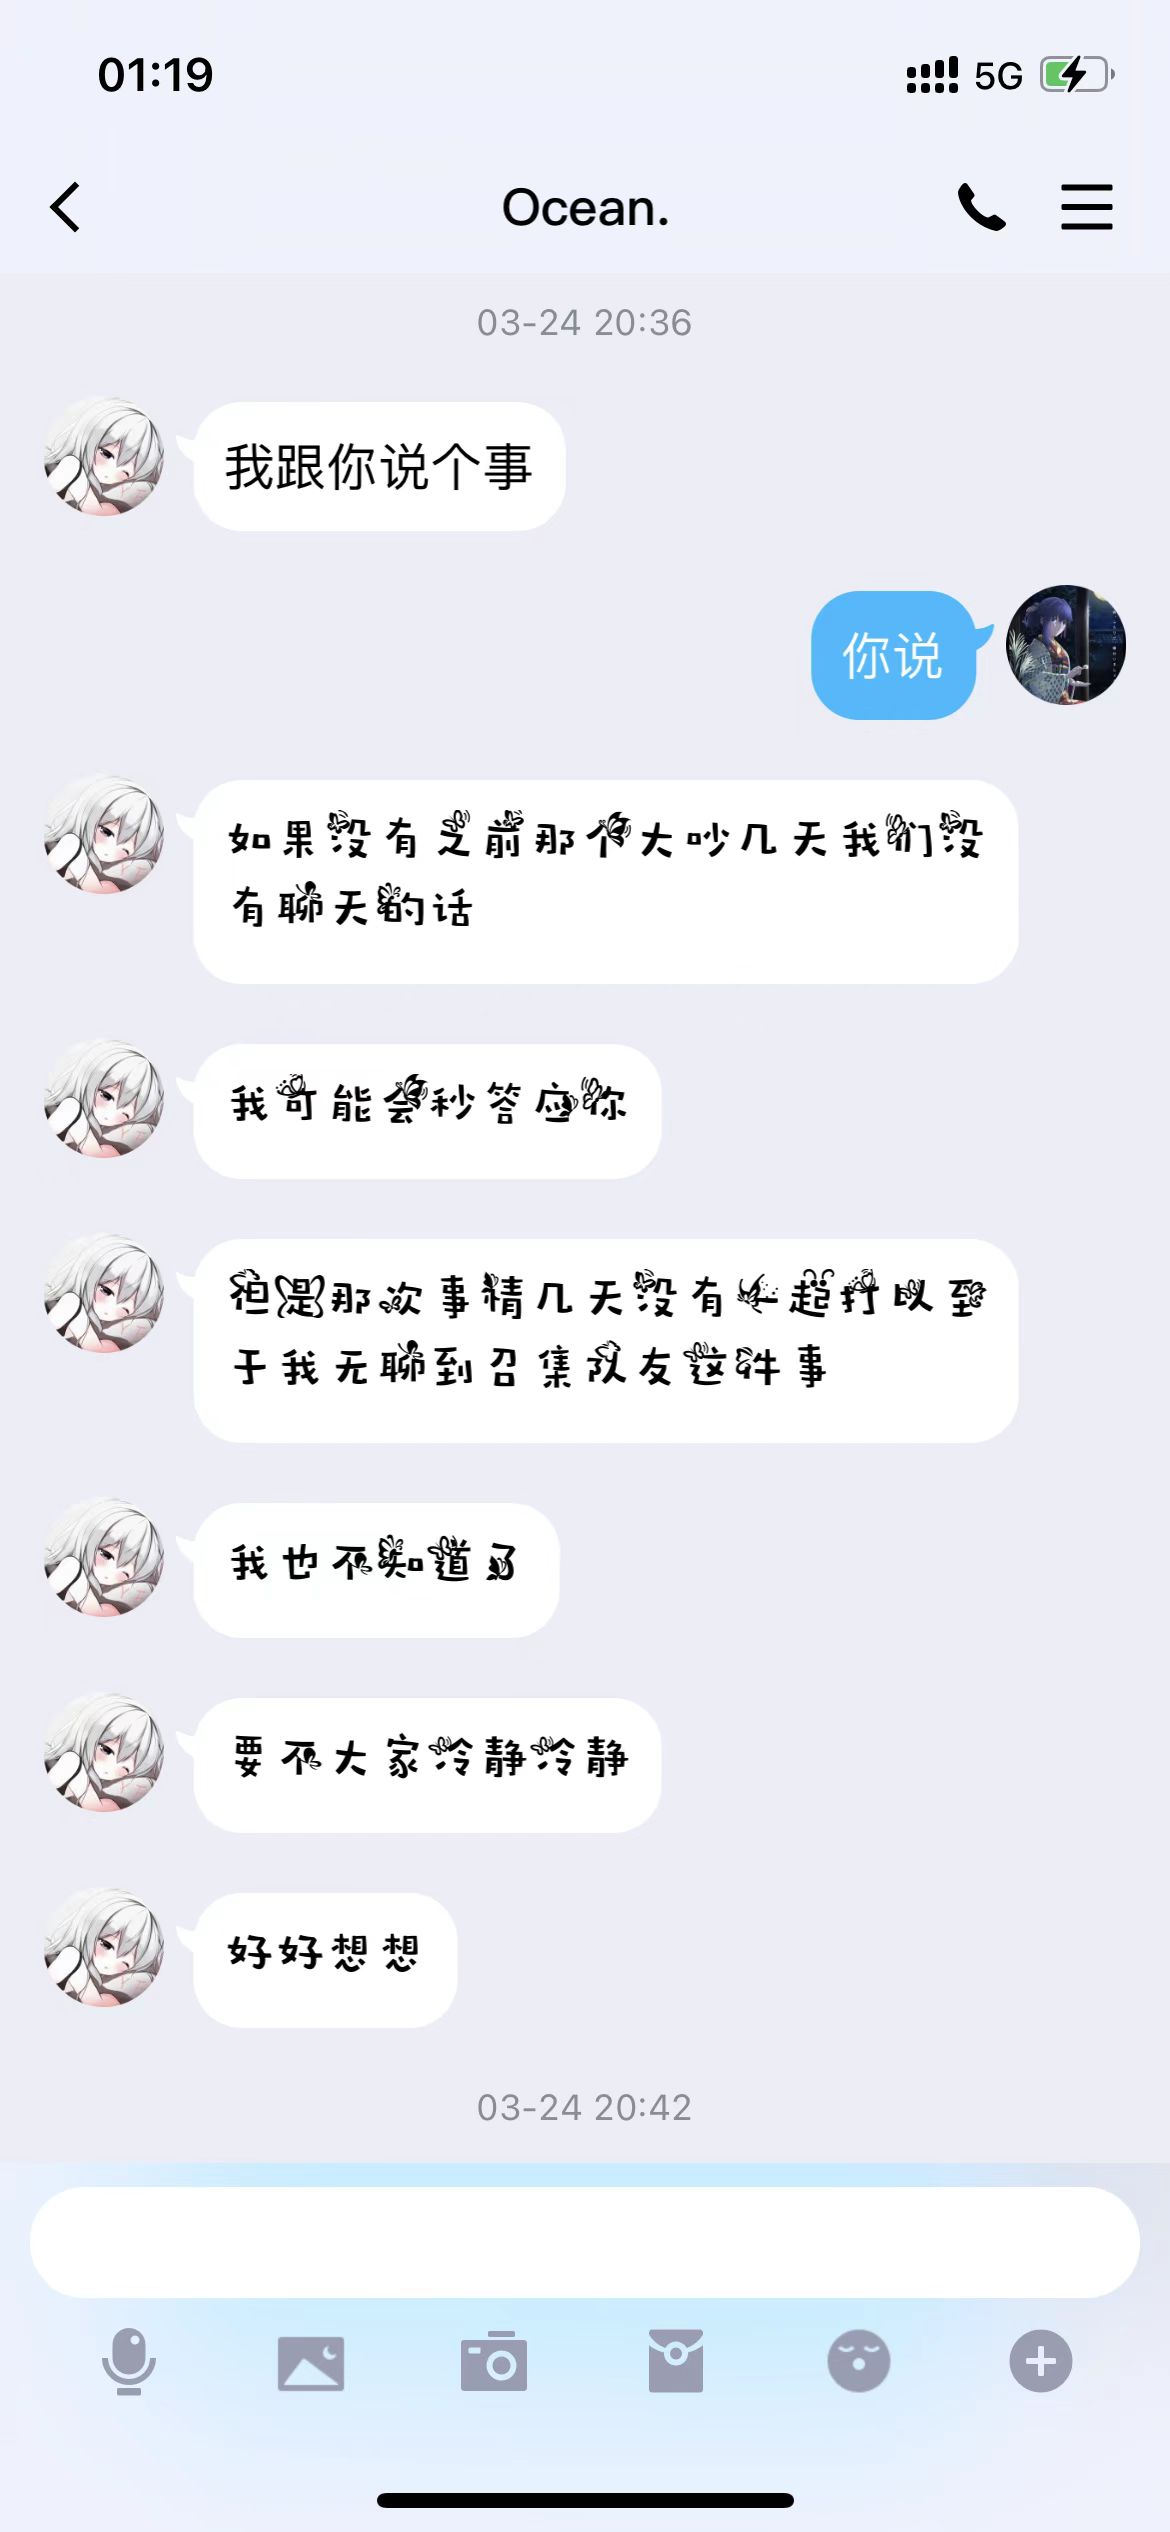 01:19
5G
Ocean.
03-24 20:36
我跟你说个事
你说
如果没有之前那个大吵几天我们没
有聊天的话
我可能会秒答应你
但是那次事情几天没有一起打以至
于我无聊到召集队友这件事
我也不知道了
要不大家冷静冷静
好好想想
03-24 20:42